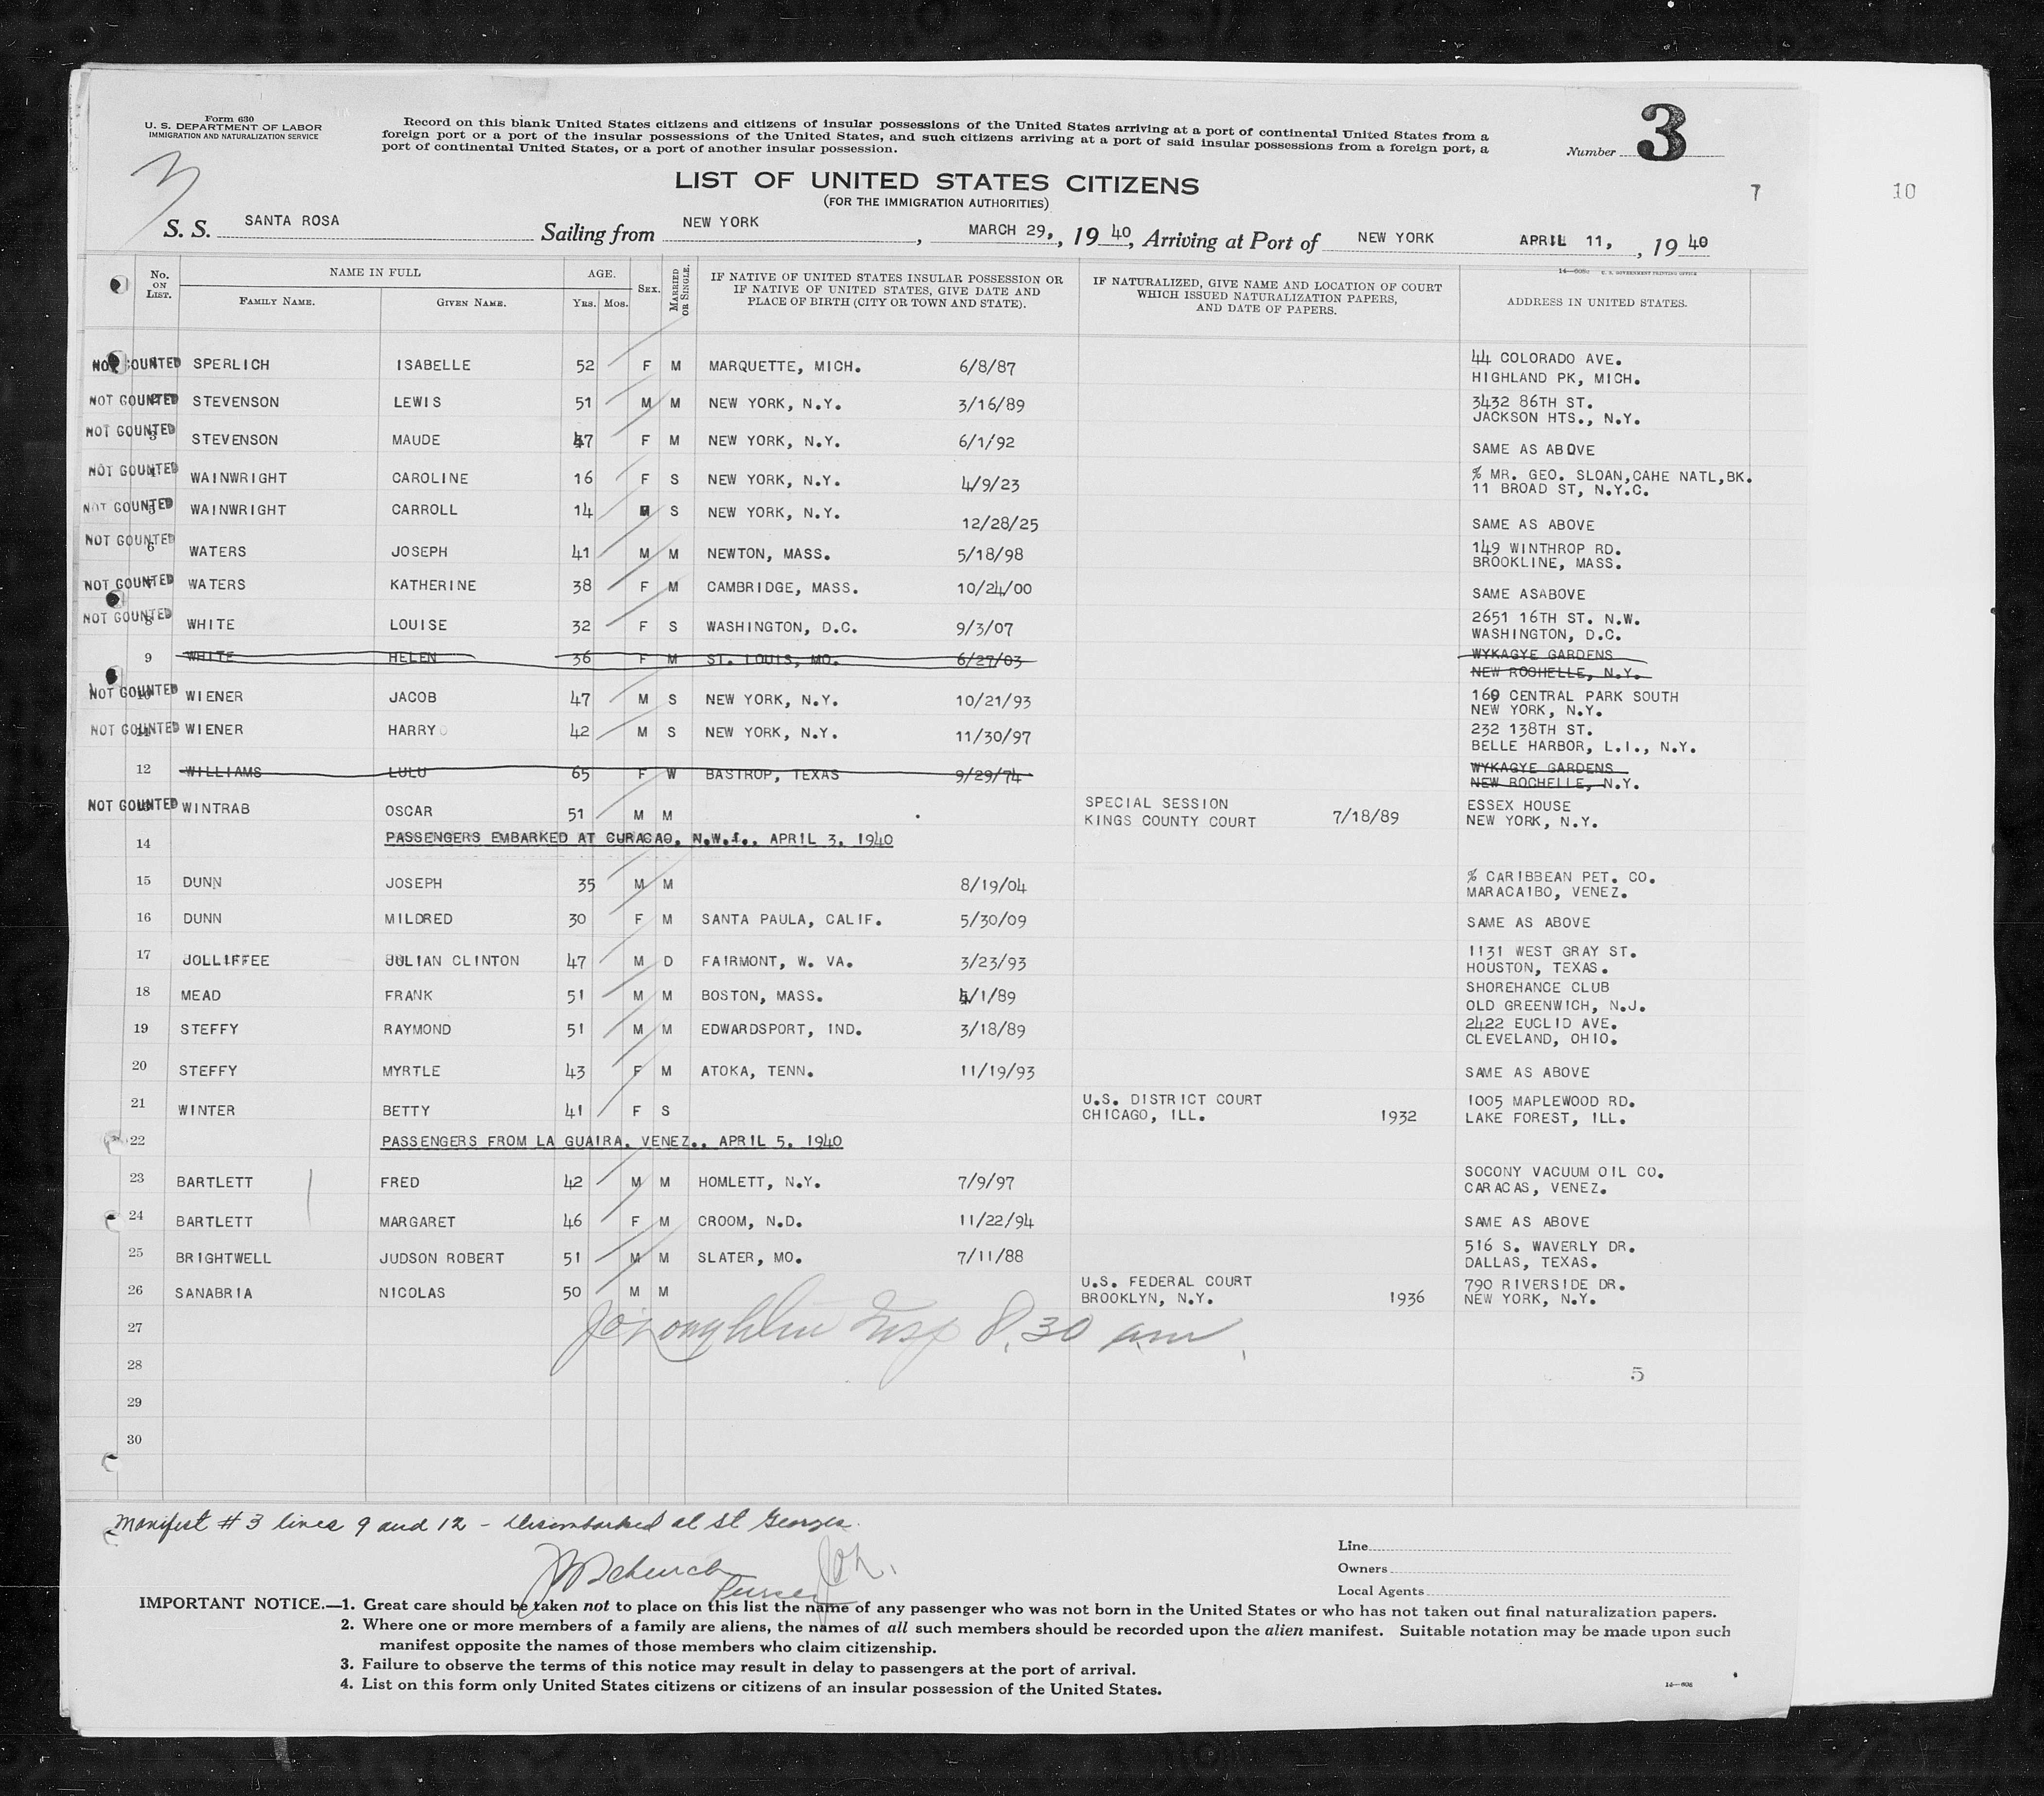 Form 630
U. S. DEPARTMENT OF LABOR
IMMIGRATION AND NATURALIZATION SERVICE
Record on this blank United States citizens and citizens of insular possessions of the United States arriving at a port of continental United States from a
foreign port or a port of the insular possessions of the United States, and such citizens arriving at a port of said insular possessions from a foreign port, a
port of continental United States, or a port of another insular possession.
Number 3
3
LIST OF UNITED STATES CITIZENS
(FOR THE IMMIGRATION AUTHORITIES)
7 10
S. S. SANTA ROSA Sailing from NEW YORK, MARCH 29,, 19 40, Arriving at Port of NEW YORK APRIL 11, , 19 40
No. ON LIST. NAME IN FULL FAMILY NAME. GIVEN NAME. AGE. YRS. MOS. SEX. MARRIED OR SINGLE. IF NATIVE OF UNITED STATES INSULAR POSSESSION OR IF NATIVE OF UNITED STATES, GIVE DATE AND PLACE OF BIRTH (CITY OR TOWN AND STATE). IF NATURALIZED, GIVE NAME AND LOCATION OF COURT WHICH ISSUED NATURALIZATION PAPERS, AND DATE OF PAPERS. ADDRESS IN UNITED STATES.
U. S. GOVERNMENT PRINTING OFFICE
NOT COUNTED SPERLICH ISABELLE 52 F M MARQUETTE, MICH. 6/8/87 44 COLORADO AVE.
HIGHLAND PK, MICH.
NOT COUNTED STEVENSON LEWIS 51 M M NEW YORK, N.Y. 3/16/89 3432 86TH ST.
JACKSON HTS., N.Y.
NOT COUNTED 3 STEVENSON MAUDE 47 F M NEW YORK, N.Y. 6/1/92 SAME AS ABOVE
NOT COUNTED 4 WAINWRIGHT CAROLINE 16 F S NEW YORK, N.Y. 4/9/23 % MR. GEO. SLOAN,CAHE NATL,BK.
11 BROAD ST, N.Y.C.
NOT COUNTED 5 WAINWRIGHT CARROLL 14 M S NEW YORK, N.Y. 12/28/25 SAME AS ABOVE
NOT COUNTED 6 WATERS JOSEPH 41 M M NEWTON, MASS. 5/18/98 149 WINTHROP RD.
BROOKLINE, MASS.
NOT COUNTED 7 WATERS KATHERINE 38 F M CAMBRIDGE, MASS. 10/24/00 SAME ASABOVE
NOT COUNTED 8 WHITE LOUISE 32 F S WASHINGTON, D.C. 9/3/07 2651 16TH ST. N.W.
WASHINGTON, D.C.
9 WHITE HELEN 36 F M ST. LOUIS, MO. 6/27/03 WYKAGYE GARDENS
NEW ROCHELLE, N.Y.
NOT COUNTED 10 WIENER JACOB 47 M S NEW YORK, N.Y. 10/21/93 160 CENTRAL PARK SOUTH
NEW YORK, N.Y.
NOT COUNTED 11 WIENER HARRY 42 M S NEW YORK, N.Y. 11/30/97 232 138TH ST.
BELLE HARBOR, L.I., N.Y.
12 WILLIAMS LULU 65 F W BASTROP, TEXAS 9/29/74 WYKAGYE GARDENS
NEW ROCHELLE, N.Y.
NOT COUNTED WINTRAB OSCAR 51 M M SPECIAL SESSION
KINGS COUNTY COURT 7/18/89 ESSEX HOUSE
NEW YORK, N.Y.
14 PASSENGERS EMBARKED AT CURACAO, N.W.I., APRIL 3, 1940
15 DUNN JOSEPH 35 M M 8/19/04 % CARIBBEAN PET. CO.
MARACAIBO, VENEZ.
16 DUNN MILDRED 30 F M SANTA PAULA, CALIF. 5/30/09 SAME AS ABOVE
17 JOLLIFFEE JULIAN CLINTON 47 M D FAIRMONT, W. VA. 3/23/93 1131 WEST GRAY ST.
HOUSTON, TEXAS.
18 MEAD FRANK 51 M M BOSTON, MASS. /1/89 SHOREHANCE CLUB
OLD GREENWICH, N.J.
19 STEFFY RAYMOND 51 M M EDWARDSPORT, IND. 3/18/89 2422 EUCLID AVE.
CLEVELAND, OHIO.
20 STEFFY MYRTLE 43 F M ATOKA, TENN. 11/19/93 SAME AS ABOVE
21 WINTER BETTY 41 F S U.S. DISTRICT COURT
CHICAGO, ILL. 1932 1005 MAPLEWOOD RD.
LAKE FOREST, ILL.
22 PASSENGERS FROM LA GUAIRA, VENEZ., APRIL 5, 1940
23 BARTLETT FRED 42 M M HOMLETT, N.Y. 7/9/97 SOCONY VACUUM OIL CO.
CARACAS, VENEZ.
24 BARTLETT MARGARET 46 F M CROOM, N.D. 11/22/94 SAME AS ABOVE
25 BRIGHTWELL JUDSON ROBERT 51 M M SLATER, MO. 7/11/88 516 S. WAVERLY DR.
DALLAS, TEXAS.
26 SANABRIA NICOLAS 50 M M U.S. FEDERAL COURT
BROOKLYN, N.Y. 1936 790 RIVERSIDE DR.
NEW YORK, N.Y.
27 Insp 8.30 am
28 5
29
30
Manifest # 3 lines 9 and 12 - Disembarked at St Georges.
Purser
Line
Owners
Local Agents
IMPORTANT NOTICE.—1. Great care should be taken not to place on this list the name of any passenger who was not born in the United States or who has not taken out final naturalization papers.
2. Where one or more members of a family are aliens, the names of all such members should be recorded upon the alien manifest. Suitable notation may be made upon such
manifest opposite the names of those members who claim citizenship.
3. Failure to observe the terms of this notice may result in delay to passengers at the port of arrival.
4. List on this form only United States citizens or citizens of an insular possession of the United States.